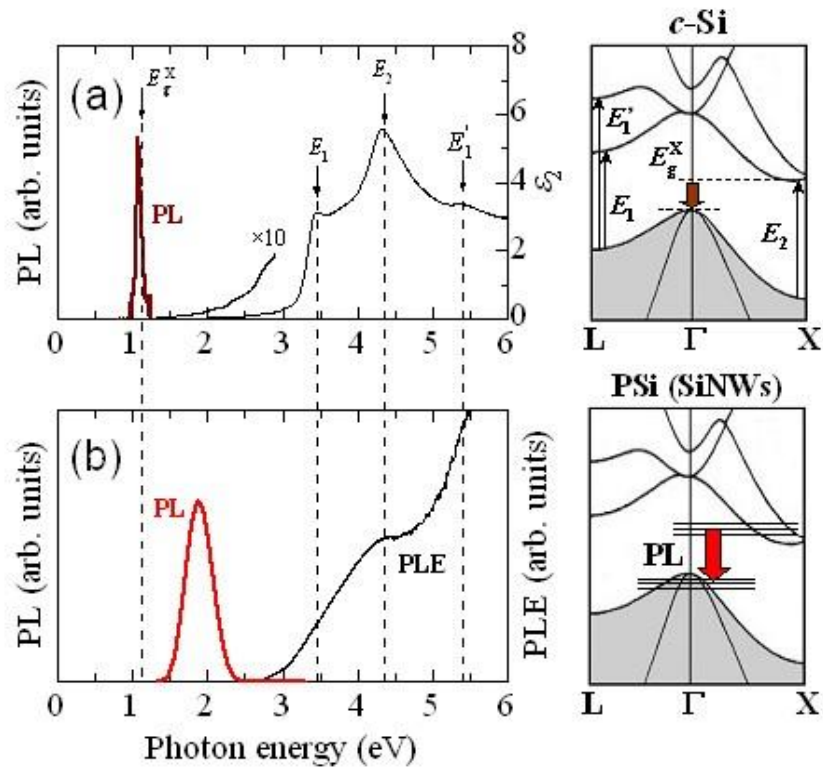 c-Si
(a)
E_g^X
E_1
E_2
E_1'
PL
×10
PL (arb. units)
8
6
4
2
0
ε_2
0 1 2 3 4 5 6
E_1'
E_1
E_g^X
E_2
L Γ X
PSi (SiNWs)
(b)
PL
PLE
PL (arb. units)
PLE (arb. units)
0 1 2 3 4 5 6
Photon energy (eV)
PL
L Γ X